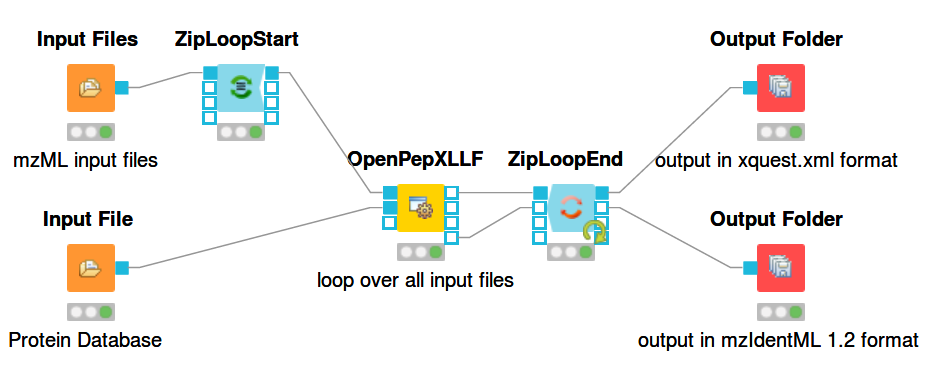 Input Files
ZipLoopStart
Output Folder
mzML input files
OpenPepXLLF
ZipLoopEnd
output in xquest.xml format
Input File
Output Folder
loop over all input files
Protein Database
output in mzIdentML 1.2 format